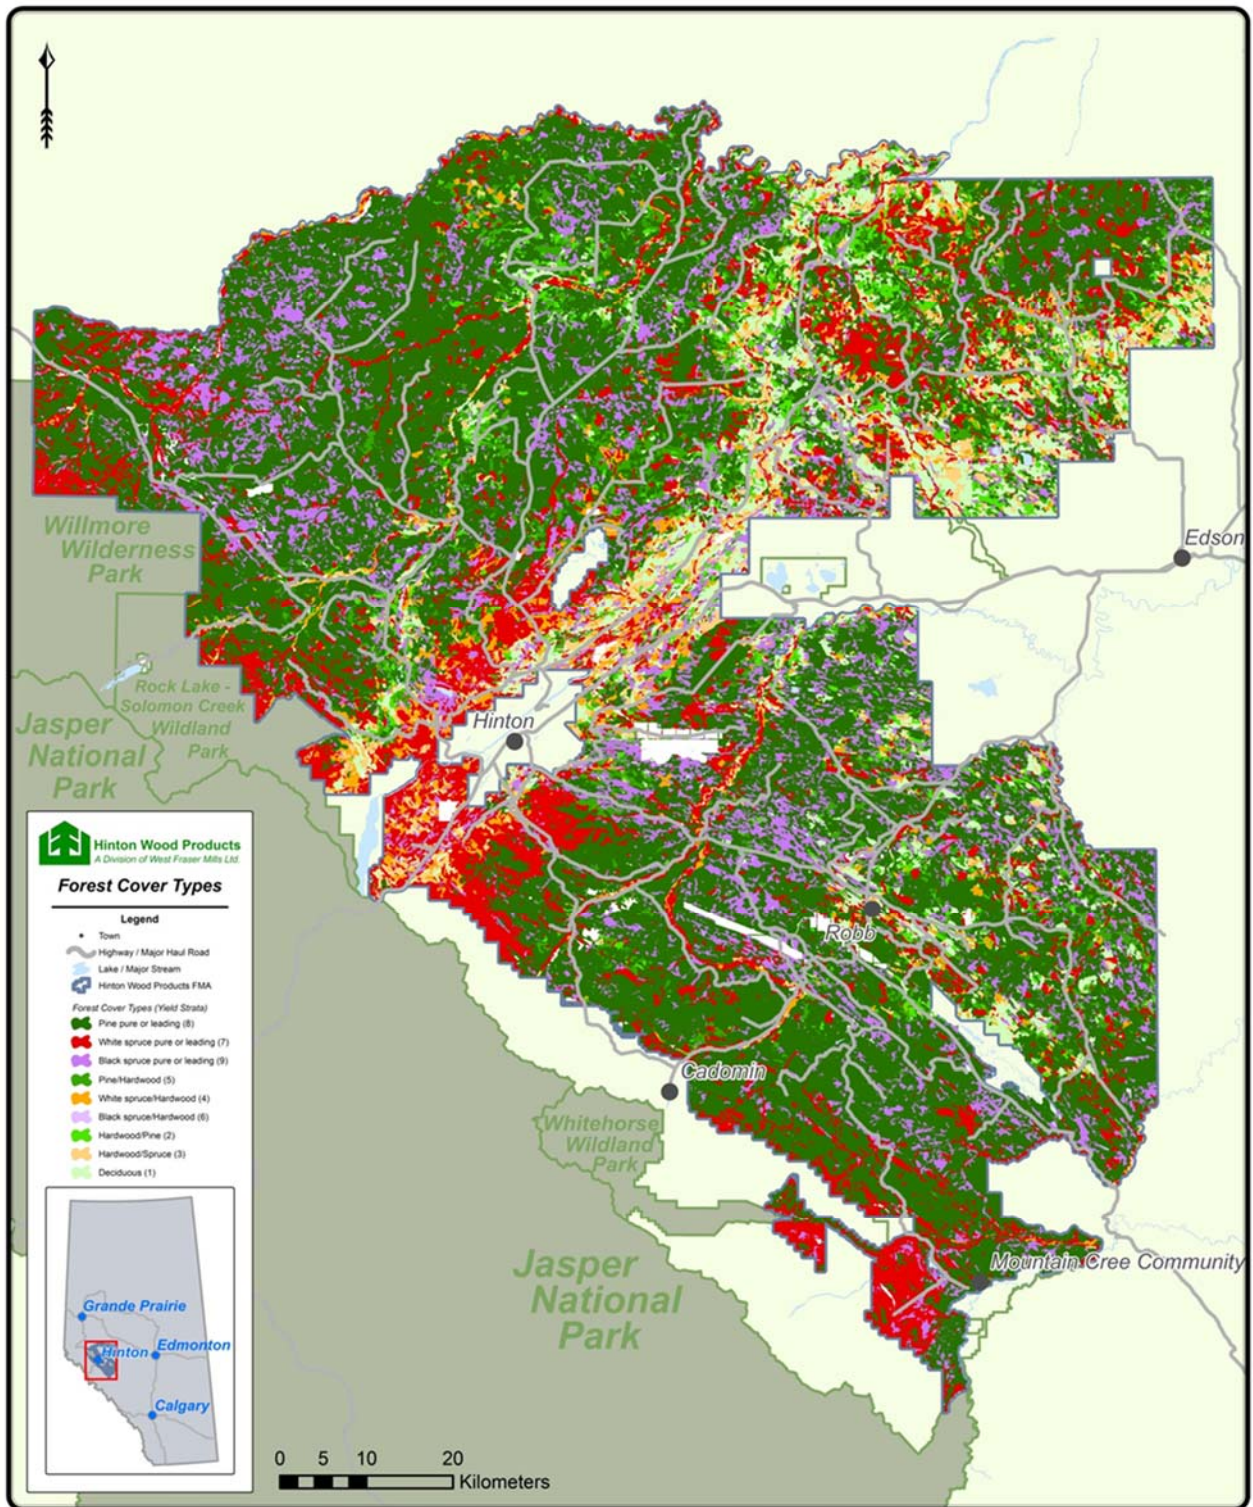 Edson
Willmore
Wilderness
Park
Rock Lake -
Solomon Creek
Wildland
Park
Jasper
National
Park
Hinton
Robb
Cadomin
Whitehorse
Wildland
Park
Mountain Cree Community
Jasper
National
Park
Hinton Wood Products
A Division of West Fraser Mills Ltd.
Forest Cover Types
Legend
Town
Highway / Major Haul Road
Lake / Major Stream
Hinton Wood Products FMA
Forest Cover Types (Yield Strata)
Pine pure or leading (8)
White spruce pure or leading (7)
Black spruce pure or leading (9)
Pine/Hardwood (5)
White spruce/Hardwood (4)
Black spruce/Hardwood (6)
Hardwood/Pine (2)
Hardwood/Spruce (3)
Deciduous (1)
Grande Prairie
Hinton
Edmonton
Calgary
0 5 10 20
Kilometers